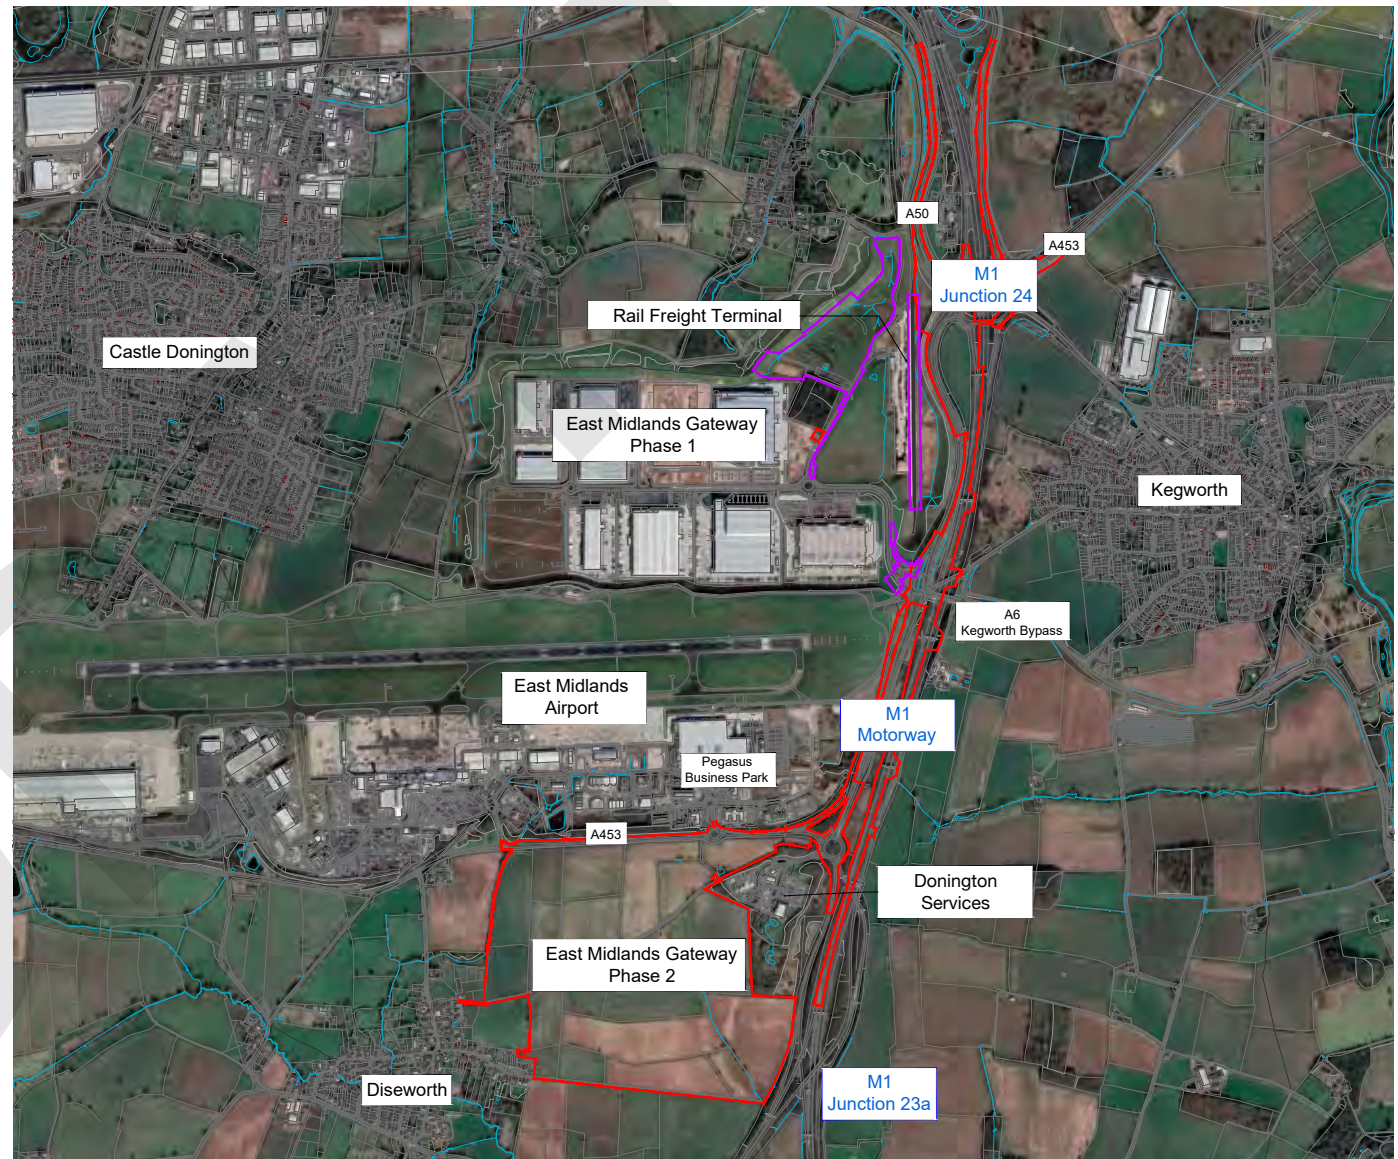 A50
A453
M1
Junction 24
Rail Freight Terminal
Castle Donington
East Midlands Gateway
Phase 1
Kegworth
A6
Kegworth Bypass
East Midlands
Airport
M1
Motorway
Pegasus
Business Park
A453
Donington
Services
East Midlands Gateway
Phase 2
Diseworth
M1
Junction 23a